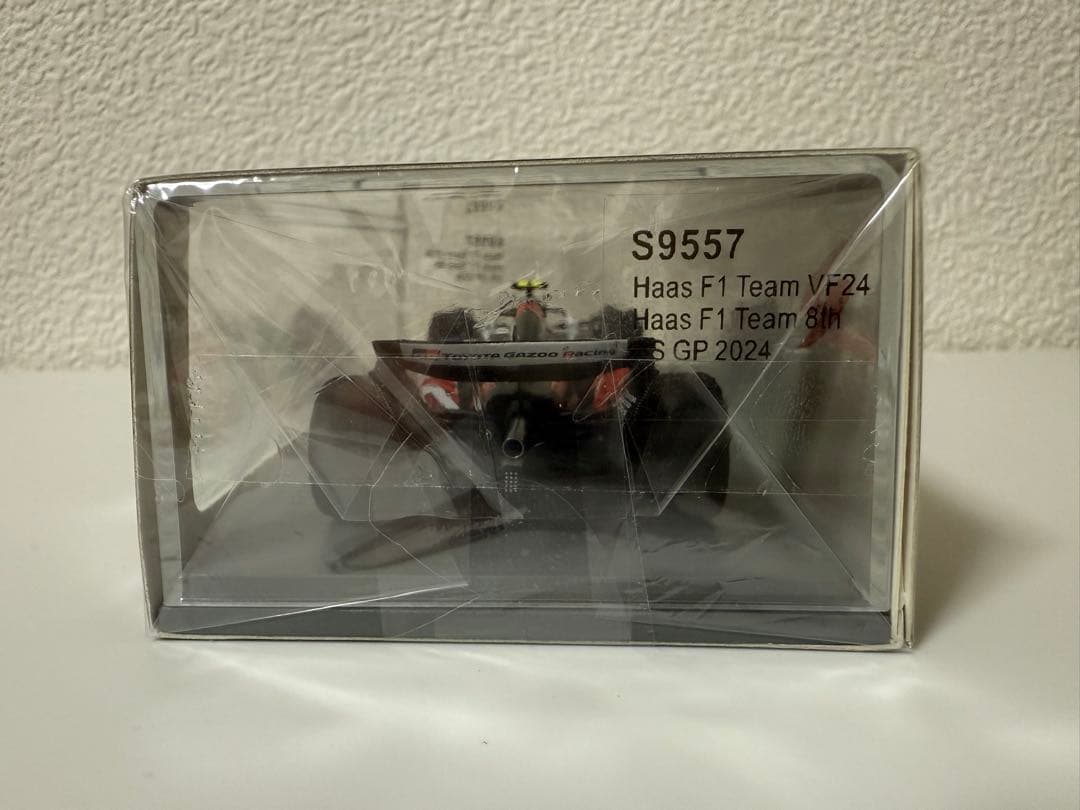 S9557
Haas F1 Team VF24
Haas F1 Team 8th
S GP 2024
TOYOTA GAZOO Racing